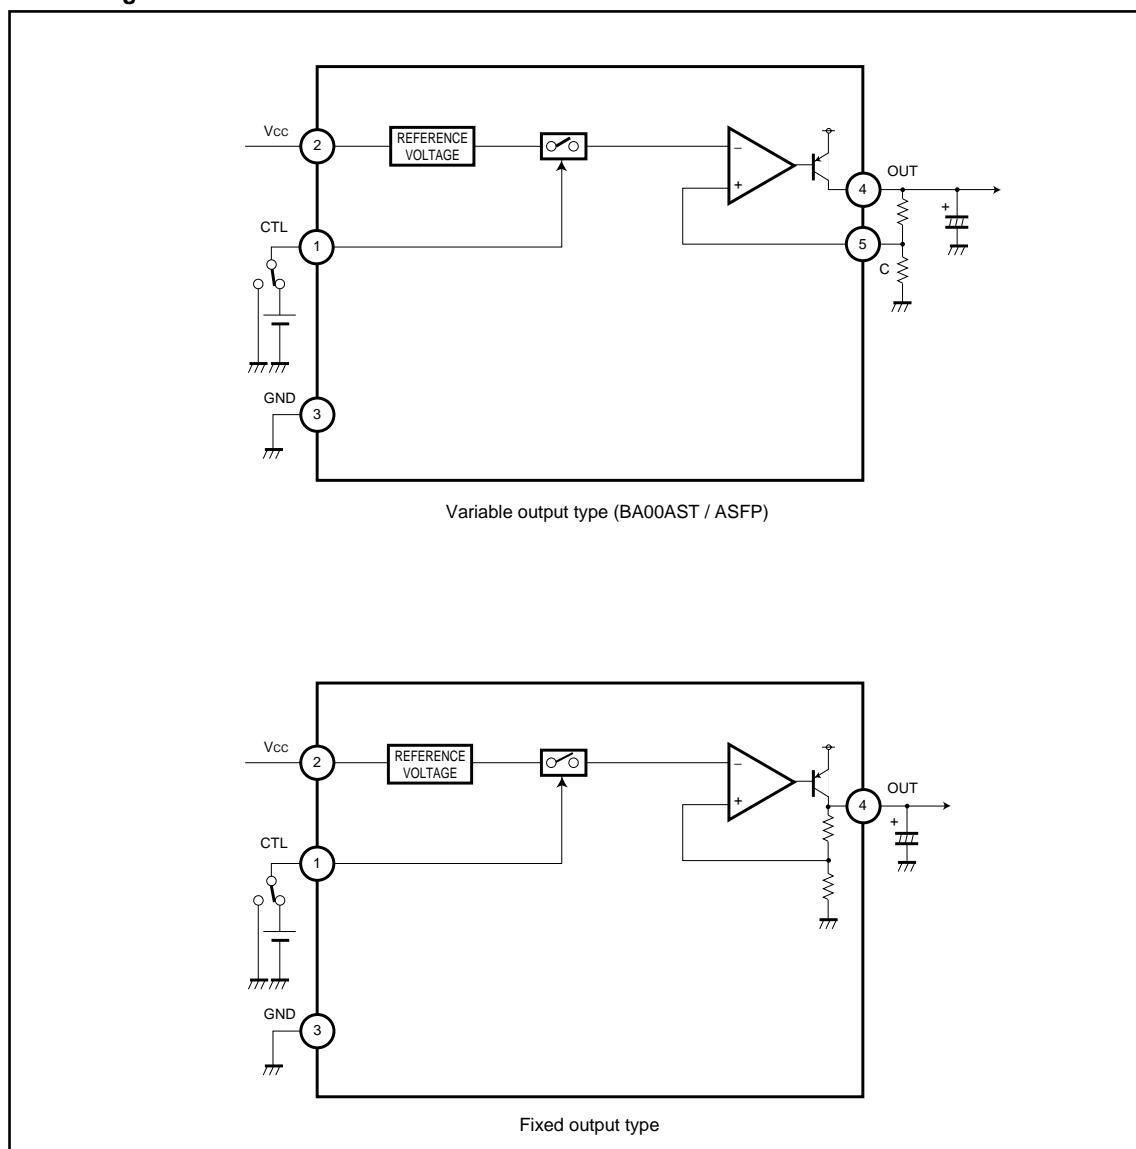 Vcc
2
REFERENCE
VOLTAGE
−
+
OUT
4
+
CTL
1
5
C
GND
3
Variable output type (BA00AST / ASFP)
Vcc
2
REFERENCE
VOLTAGE
−
+
OUT
4
+
CTL
1
GND
3
Fixed output type